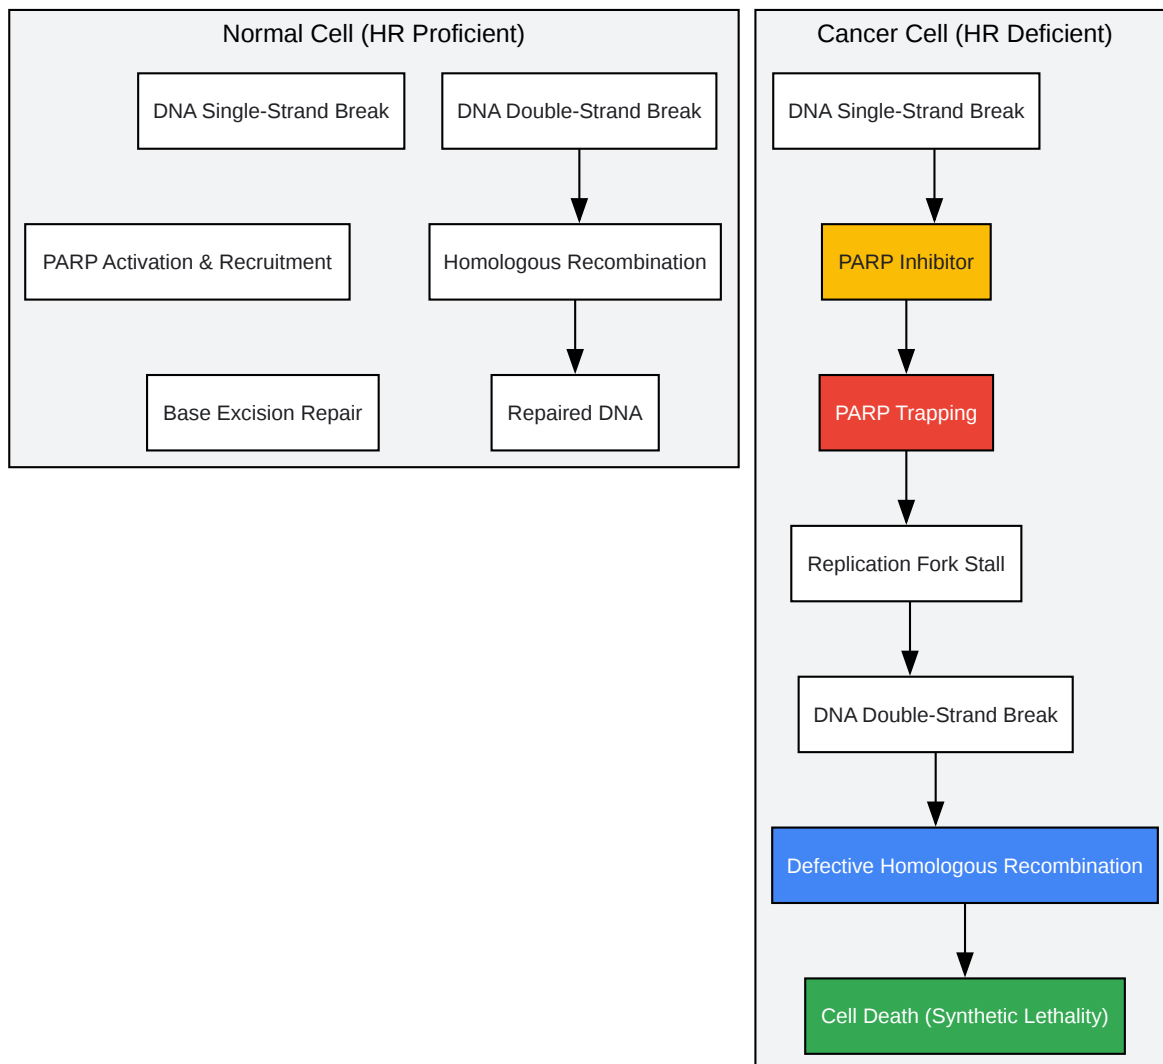 Normal Cell (HR Proficient)
DNA Single-Strand Break
DNA Double-Strand Break
PARP Activation & Recruitment
Homologous Recombination
Base Excision Repair
Repaired DNA
Cancer Cell (HR Deficient)
DNA Single-Strand Break
PARP Inhibitor
PARP Trapping
Replication Fork Stall
DNA Double-Strand Break
Defective Homologous Recombination
Cell Death (Synthetic Lethality)